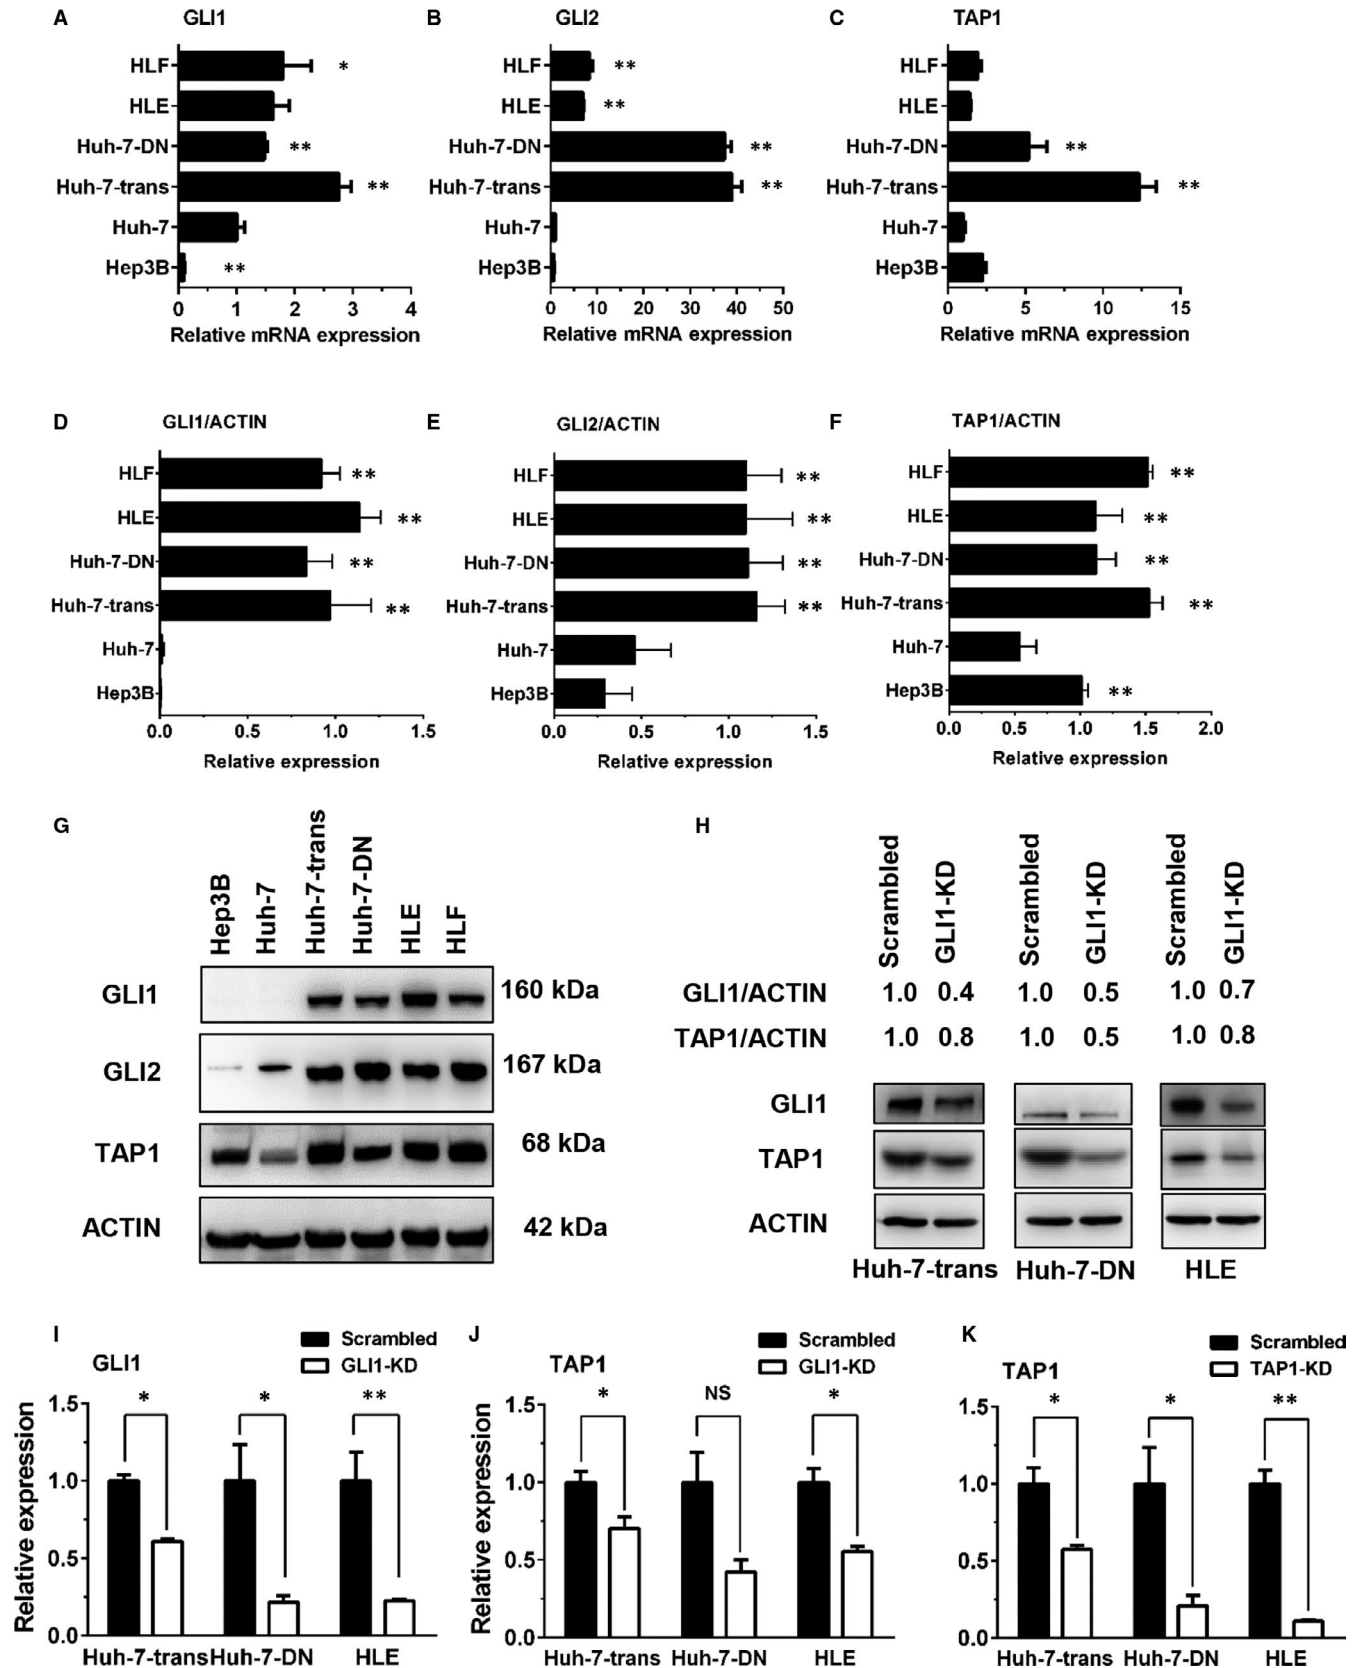 A GLI1
HLF *
HLE
Huh-7-DN **
Huh-7-trans **
Huh-7
Hep3B **
0 1 2 3 4
Relative mRNA expression
B GLI2
HLF **
HLE **
Huh-7-DN **
Huh-7-trans **
Huh-7
Hep3B
0 10 20 30 40 50
Relative mRNA expression
C TAP1
HLF
HLE
Huh-7-DN **
Huh-7-trans **
Huh-7
Hep3B
0 5 10 15
Relative mRNA expression
D GLI1/ACTIN
HLF **
HLE **
Huh-7-DN **
Huh-7-trans **
Huh-7
Hep3B
0.0 0.5 1.0 1.5
Relative expression
E GLI2/ACTIN
HLF **
HLE **
Huh-7-DN **
Huh-7-trans **
Huh-7
Hep3B
0.0 0.5 1.0 1.5
Relative expression
F TAP1/ACTIN
HLF **
HLE **
Huh-7-DN **
Huh-7-trans **
Huh-7
Hep3B **
0.0 0.5 1.0 1.5 2.0
Relative expression
G
Hep3B
Huh-7
Huh-7-trans
Huh-7-DN
HLE
HLF
GLI1 160 kDa
GLI2 167 kDa
TAP1 68 kDa
ACTIN 42 kDa
H
Scrambled
GLI1-KD
Scrambled
GLI1-KD
Scrambled
GLI1-KD
GLI1/ACTIN 1.0 0.4 1.0 0.5 1.0 0.7
TAP1/ACTIN 1.0 0.8 1.0 0.5 1.0 0.8
GLI1
TAP1
ACTIN
Huh-7-trans Huh-7-DN HLE
I
Scrambled
GLI1-KD
GLI1
* * **
Relative expression
1.5
1.0
0.5
0.0
Huh-7-trans Huh-7-DN HLE
J
Scrambled
GLI1-KD
TAP1
* NS *
Relative expression
1.5
1.0
0.5
0.0
Huh-7-trans Huh-7-DN HLE
K
Scrambled
TAP1-KD
TAP1
* * **
1.5
1.0
0.5
0.0
Huh-7-trans Huh-7-DN HLE